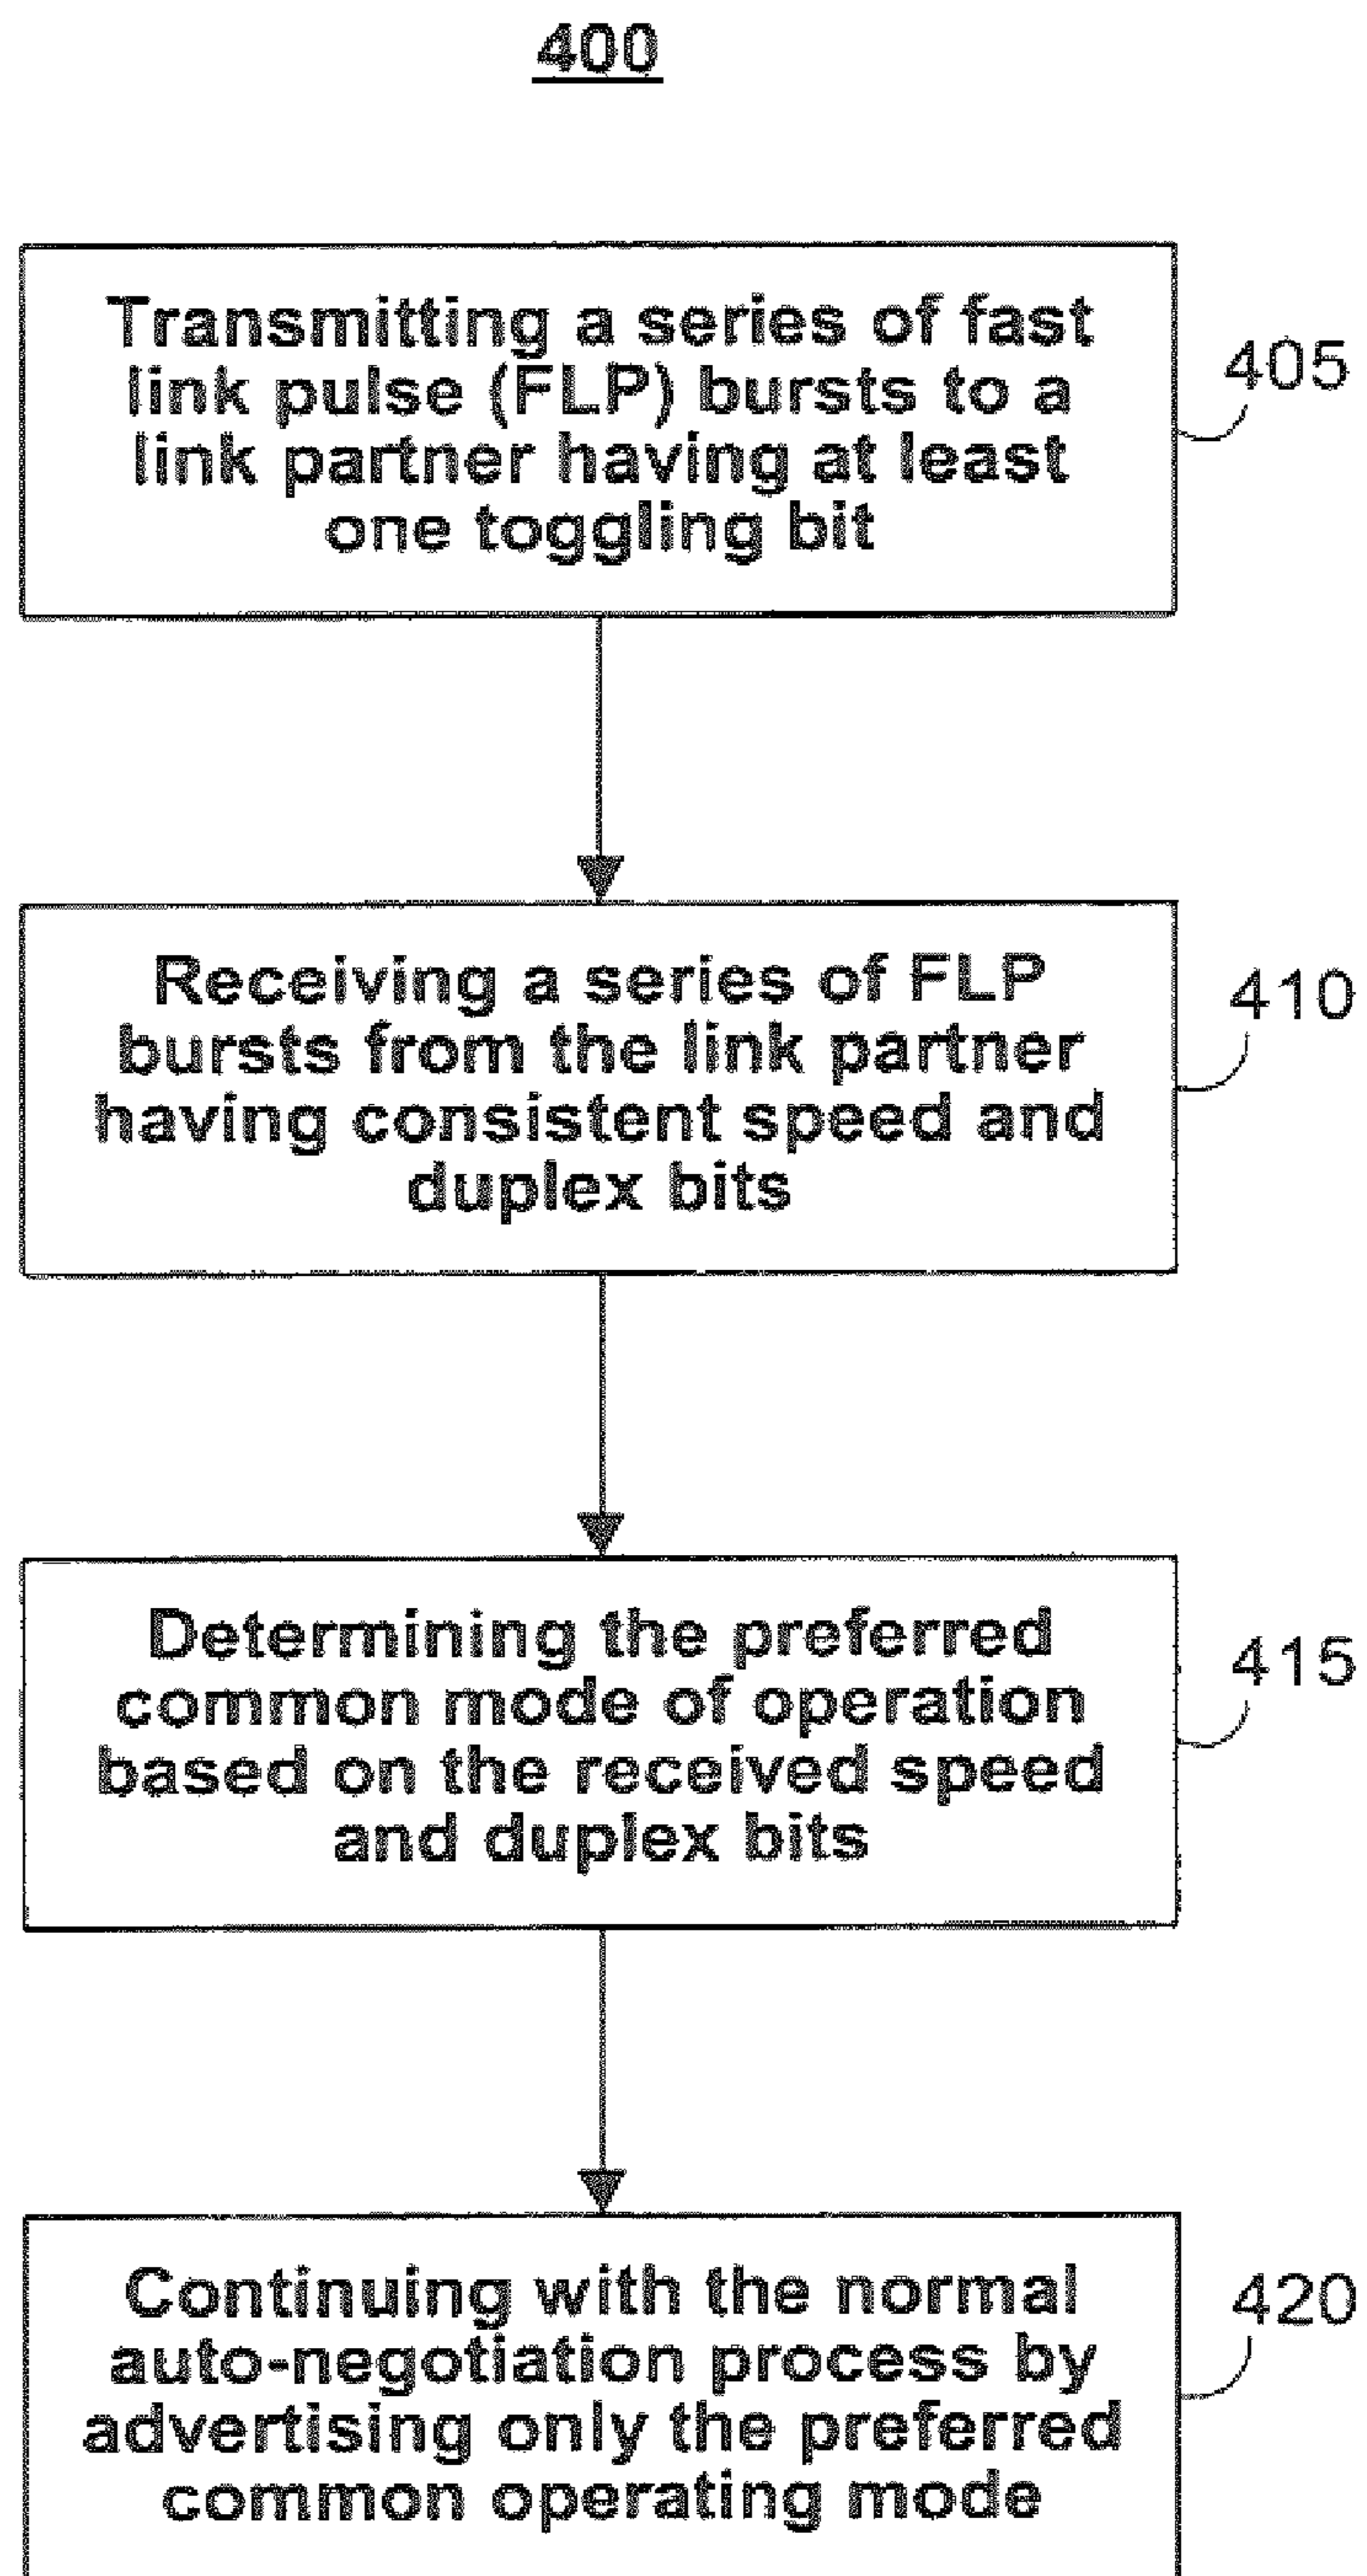 400
Transmitting a series of fast
link pulse (FLP) bursts to a
link partner having at least
one toggling bit
405
Receiving a series of FLP
bursts from the link partner
having consistent speed and
duplex bits
410
Determining the preferred
common mode of operation
based on the received speed
and duplex bits
415
Continuing with the normal
auto-negotiation process by
advertising only the preferred
common operating mode
420